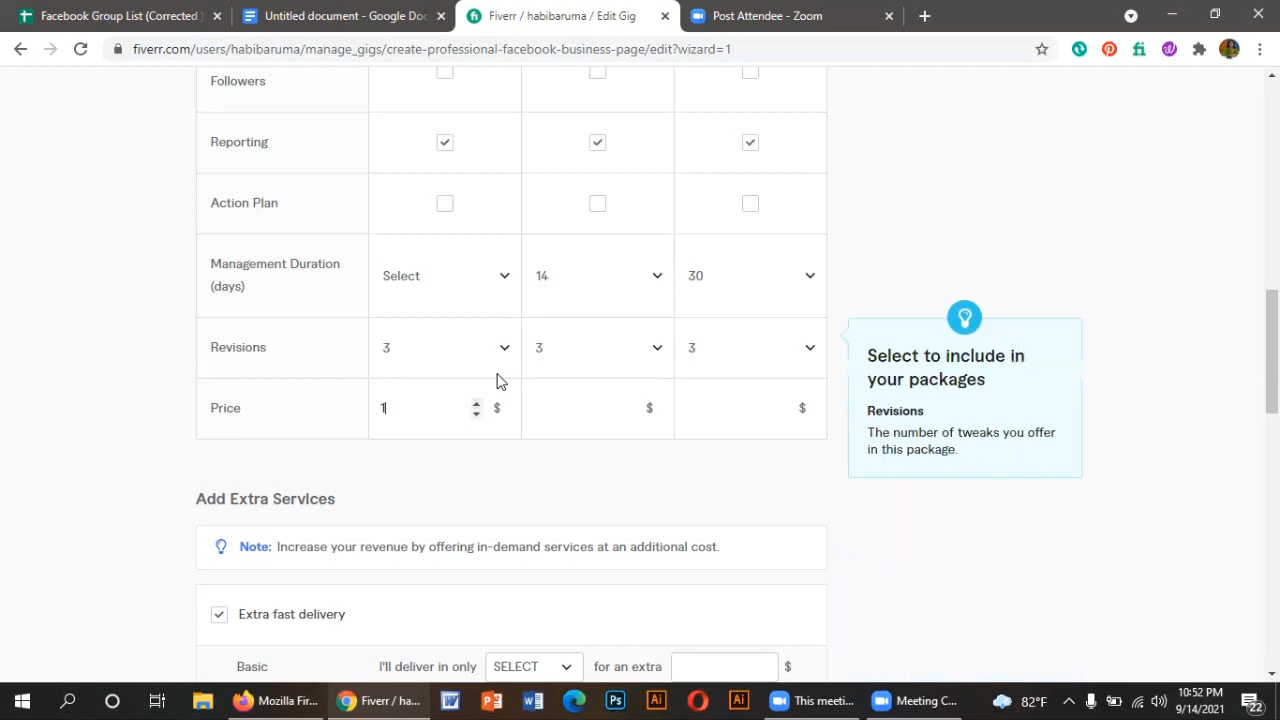 Facebook Group List (Corrected
Untitled document - Google Doc
Fiverr / habibaruma / Edit Gig
Post Attendee - Zoom
fiverr.com/users/habibaruma/manage_gigs/create-professional-facebook-business-page/edit?wizard=1
Followers
Reporting
Action Plan
Management Duration
(days)
Select
14
30
Revisions
3
3
3
Price
1
$
$
$
Select to include in
your packages
Revisions
The number of tweaks you offer
in this package.
Add Extra Services
Note: Increase your revenue by offering in-demand services at an additional cost.
Extra fast delivery
Basic
I'll deliver in only
SELECT
for an extra
$
Mozilla Fir...
Fiverr / ha...
This meeti...
Meeting C...
82°F
10:52 PM
9/14/2021
22